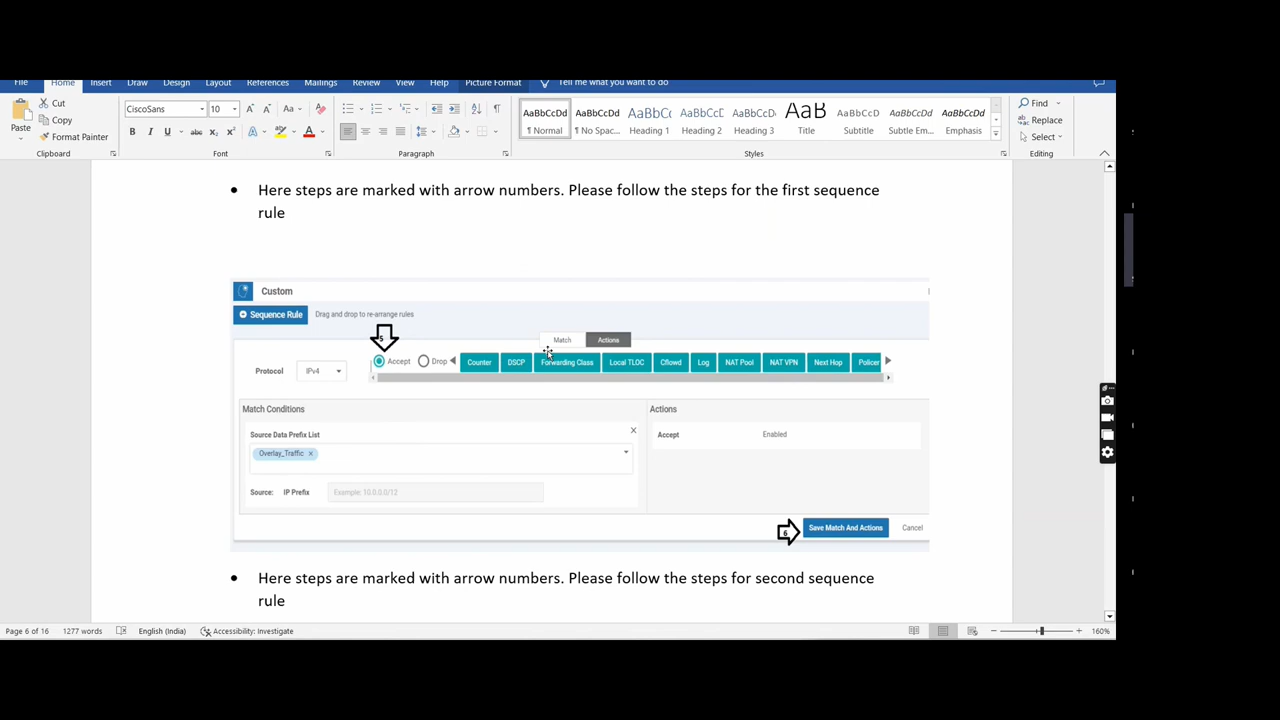 File Home Insert Draw Design Layout References Mailings Review View Help Picture Format Tell me what you want to do
Paste Cut Copy Format Painter
Clipboard
CiscoSans 10
Font
Paragraph
AaBbCcDd AaBbCcDd AaBbCc AaBbCcC AaBbCcDd AaB AaBbCcD AaBbCcDd AaBbCcDd
¶ Normal ¶ No Spac... Heading 1 Heading 2 Heading 3 Title Subtitle Subtle Em... Emphasis
Styles
Find
Replace
Select
Editing
• Here steps are marked with arrow numbers. Please follow the steps for the first sequence
rule
Custom
Sequence Rule Drag and drop to re-arrange rules
5
Match Actions
Protocol IPv4 Accept Drop Counter DSCP Forwarding Class Local TLOC Cflowd Log NAT Pool NAT VPN Next Hop Policer
Match Conditions Actions
Source Data Prefix List Accept Enabled
Overlay_Traffic x
Source: IP Prefix Example: 10.0.0.0/12
6 Save Match And Actions Cancel
• Here steps are marked with arrow numbers. Please follow the steps for second sequence
rule
Page 6 of 16 1277 words English (India) Accessibility: Investigate 160%